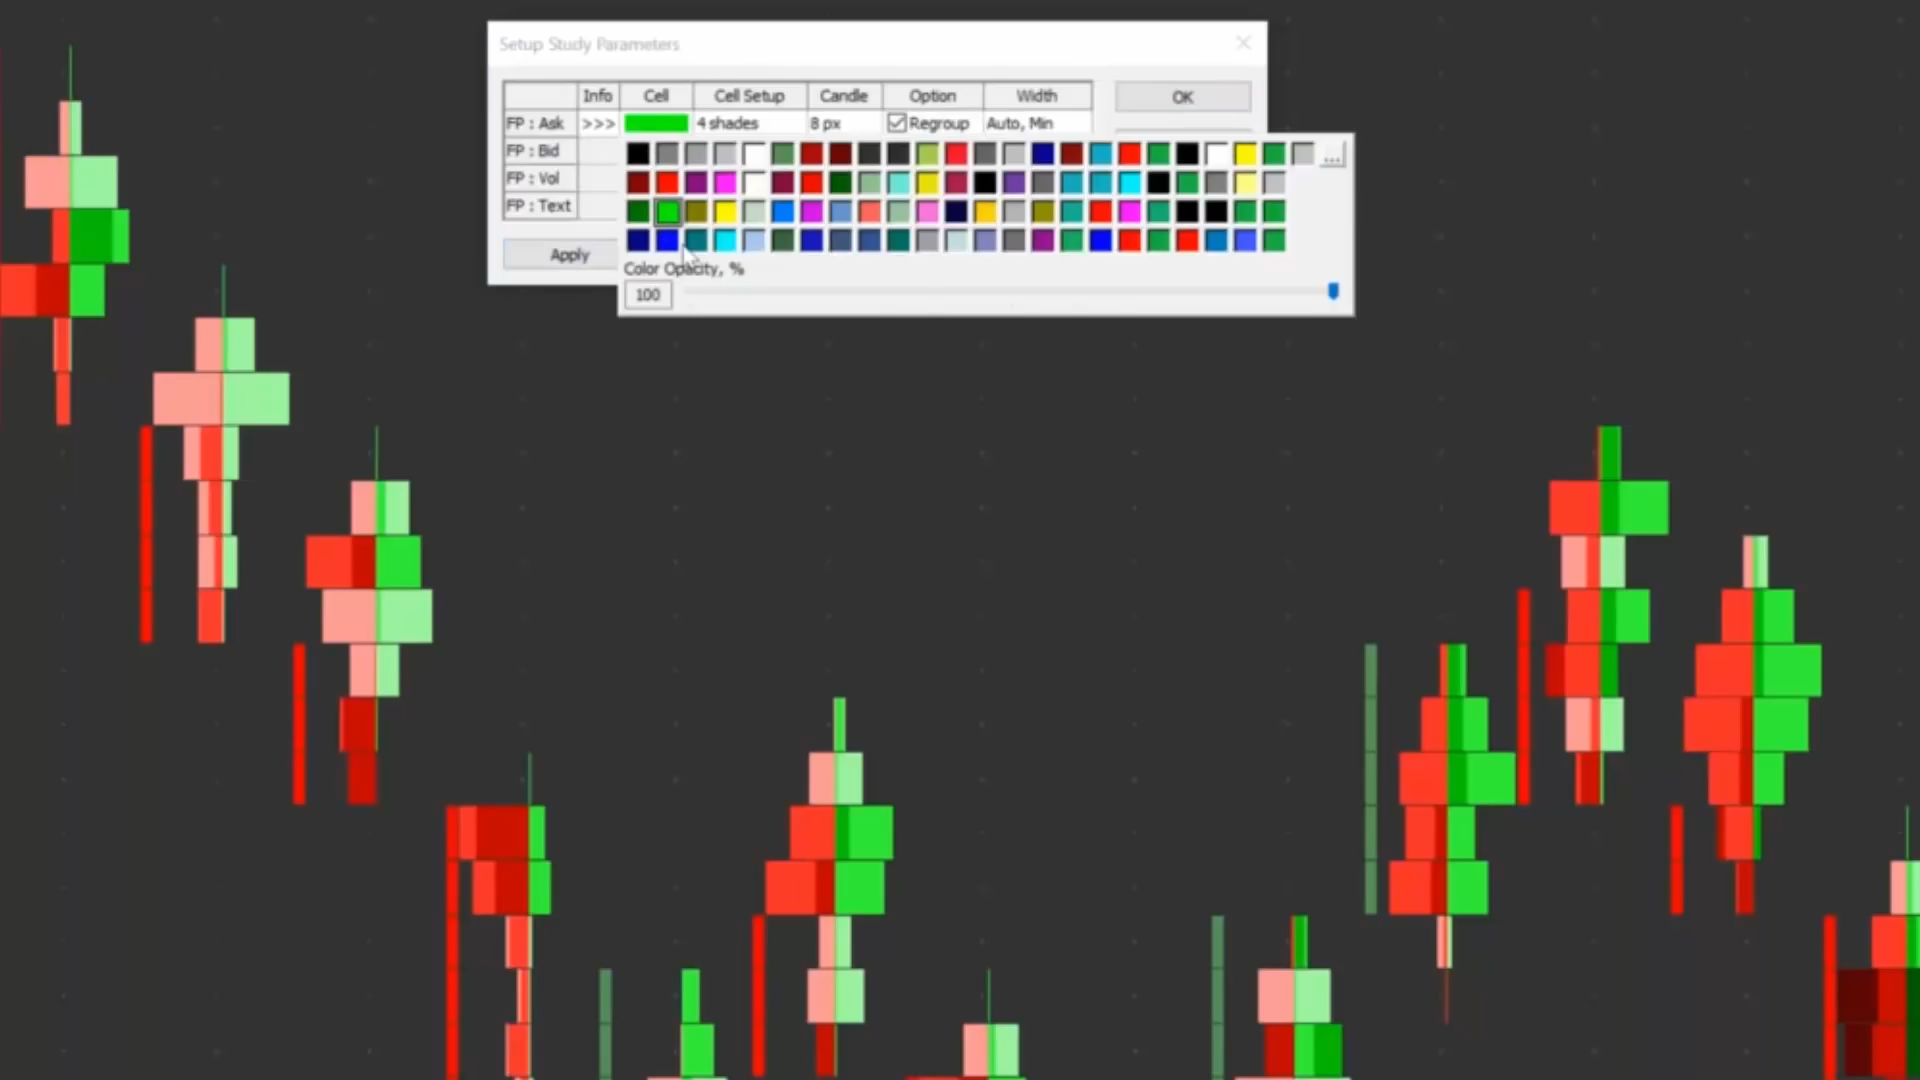 Setup Study Parameters
Info Cell Cell Setup Candle Option Width
OK
FP : Ask >>> 4 shades 8 px Regroup Auto, Min
FP : Bid
...
FP : Vol
FP : Text
Apply
Color Opacity, %
100